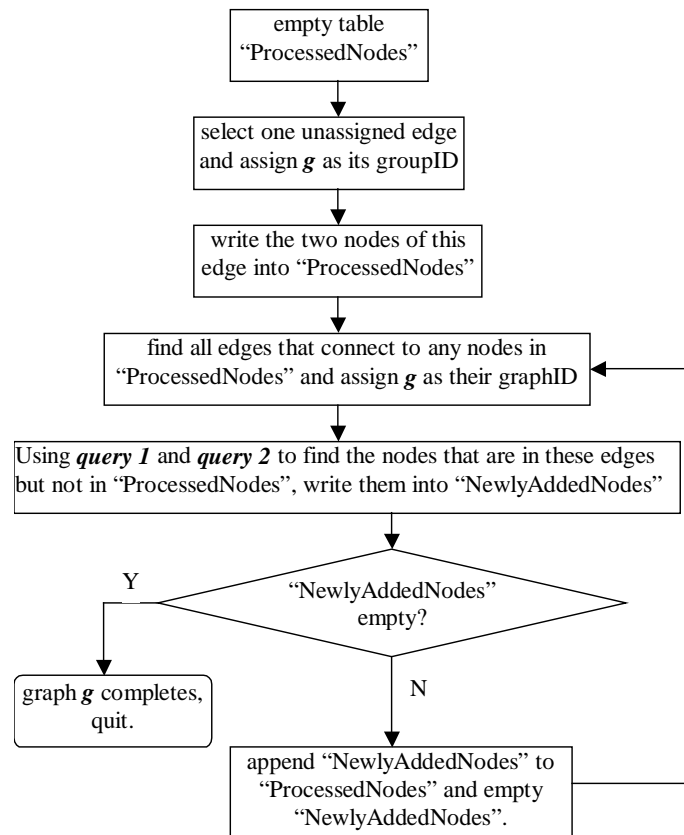 empty table
“ProcessedNodes”
select one unassigned edge
and assign g as its groupID
write the two nodes of this
edge into “ProcessedNodes”
find all edges that connect to any nodes in
“ProcessedNodes” and assign g as their graphID
Using query 1 and query 2 to find the nodes that are in these edges
but not in “ProcessedNodes”, write them into “NewlyAddedNodes”
“NewlyAddedNodes”
empty?
Y
graph g completes,
quit.
N
append “NewlyAddedNodes” to
“ProcessedNodes” and empty
“NewlyAddedNodes”.